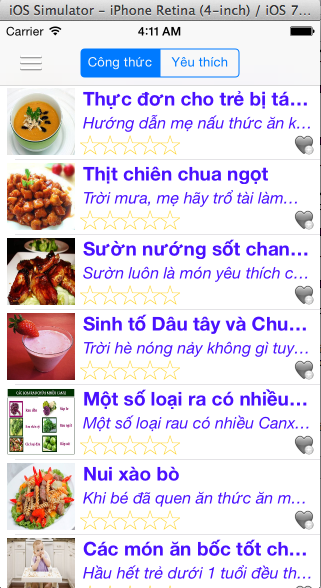 iOS Simulator – iPhone Retina (4-inch) / iOS 7...
Carrier 4:11 AM
Công thức Yêu thích
Thực đơn cho trẻ bị tá...
Hướng dẫn mẹ nấu thức ăn k...
Thịt chiên chua ngọt
Trời mưa, mẹ hãy trổ tài làm...
Sườn nướng sốt chan...
Sườn luôn là món yêu thích c...
Sinh tố Dâu tây và Chu...
Trời hè nóng nảy không gì tuy...
Một số loại ra có nhiều...
Một số loại rau có nhiều Canx...
Nui xào bò
Khi bé đã quen ăn thức ăn m...
Các món ăn bốc tốt ch...
Hầu hết trẻ dưới 1 tuổi đều th...